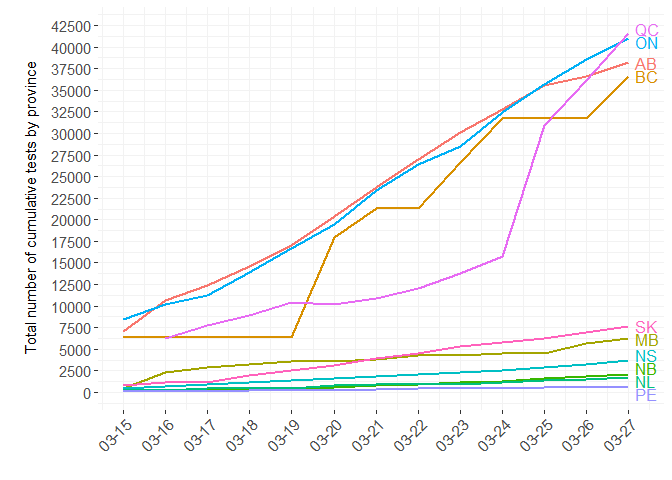 Total number of cumulative tests by province
42500
40000
37500
35000
32500
30000
27500
25000
22500
20000
17500
15000
12500
10000
7500
5000
2500
0
QC
ON
AB
BC
SK
MB
NS
NB
NL
PE
03-15
03-16
03-17
03-18
03-19
03-20
03-21
03-22
03-23
03-24
03-25
03-26
03-27